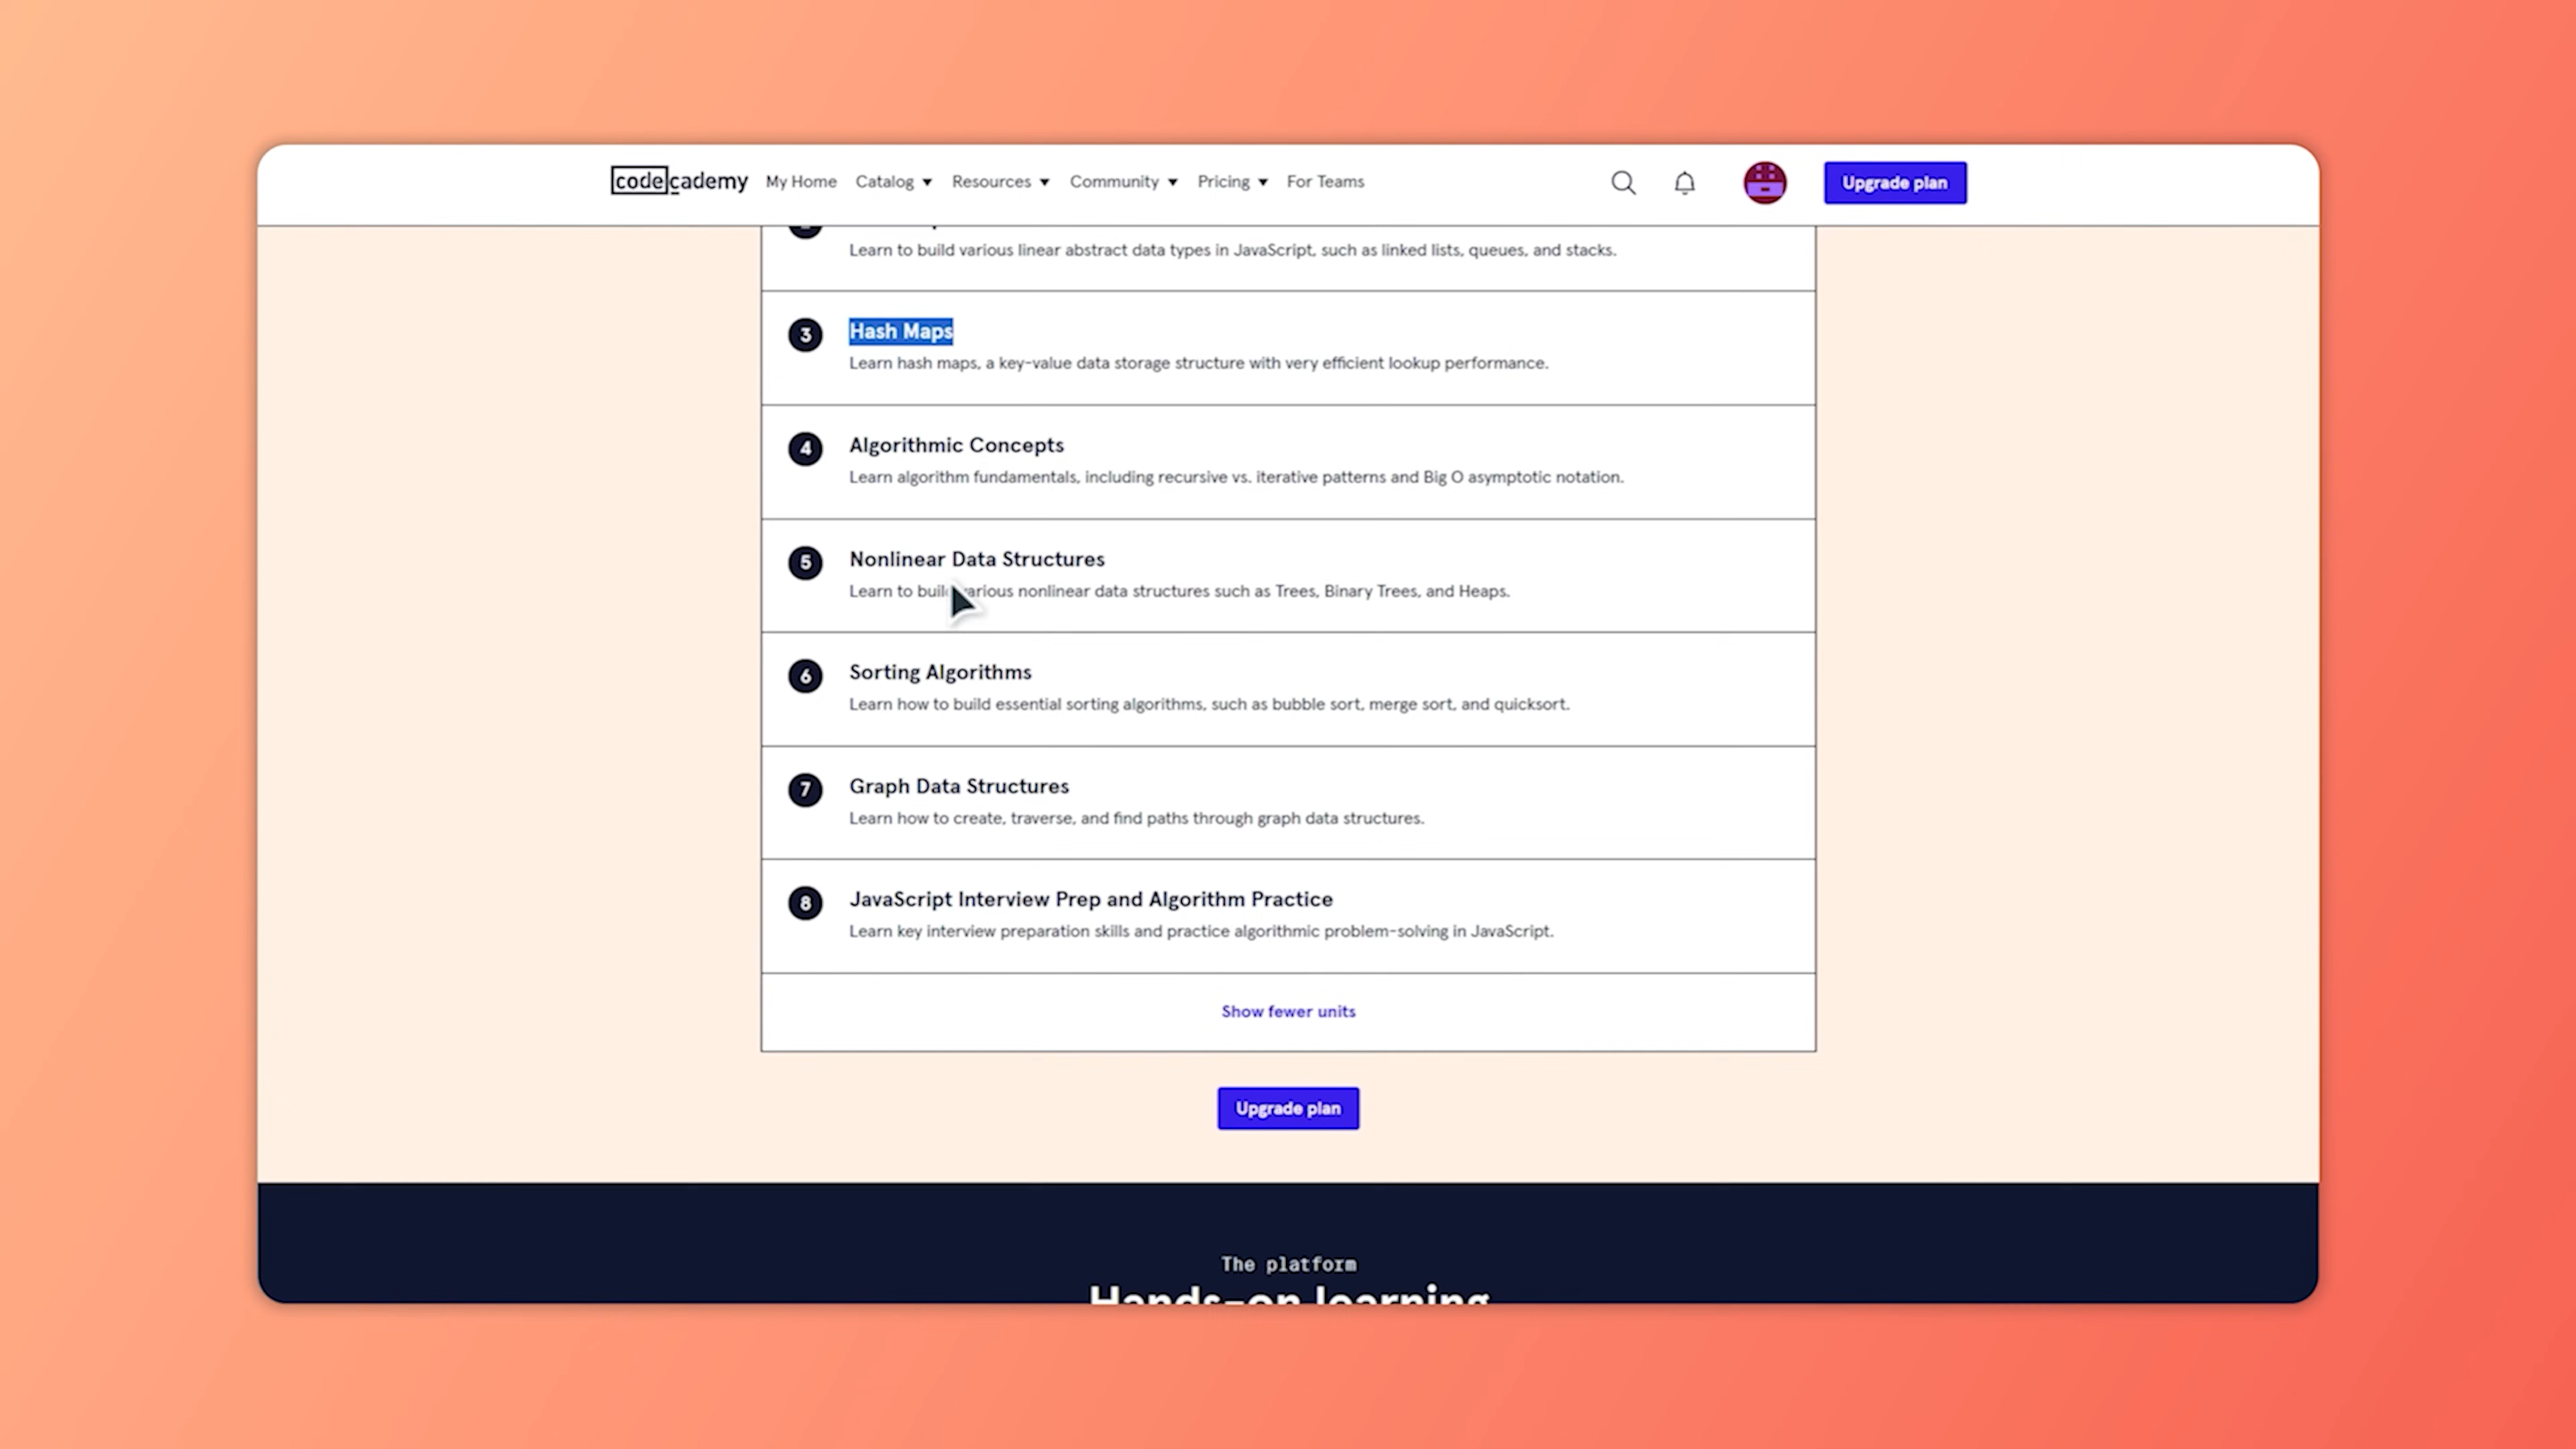 codecademy My Home Catalog Resources Community Pricing For Teams Upgrade plan
Learn to build various linear abstract data types in JavaScript, such as linked lists, queues, and stacks.
3 Hash Maps
Learn hash maps, a key-value data storage structure with very efficient lookup performance.
4 Algorithmic Concepts
Learn algorithm fundamentals, including recursive vs. iterative patterns and Big O asymptotic notation.
5 Nonlinear Data Structures
Learn to build various nonlinear data structures such as Trees, Binary Trees, and Heaps.
6 Sorting Algorithms
Learn how to build essential sorting algorithms, such as bubble sort, merge sort, and quicksort.
7 Graph Data Structures
Learn how to create, traverse, and find paths through graph data structures.
8 JavaScript Interview Prep and Algorithm Practice
Learn key interview preparation skills and practice algorithmic problem-solving in JavaScript.
Show fewer units
Upgrade plan
The platform
Hands-on learning